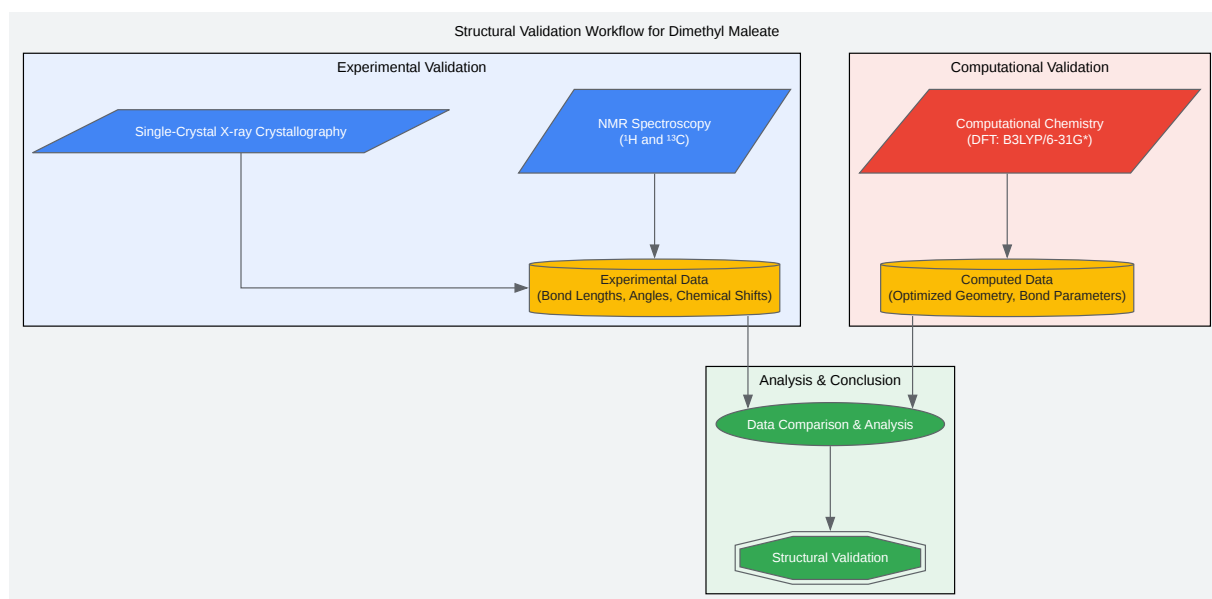 Structural Validation Workflow for Dimethyl Maleate
Experimental Validation
Single-Crystal X-ray Crystallography
NMR Spectroscopy
(¹H and ¹³C)
Experimental Data
(Bond Lengths, Angles, Chemical Shifts)
Computational Validation
Computational Chemistry
(DFT: B3LYP/6-31G*)
Computed Data
(Optimized Geometry, Bond Parameters)
Analysis & Conclusion
Data Comparison & Analysis
Structural Validation